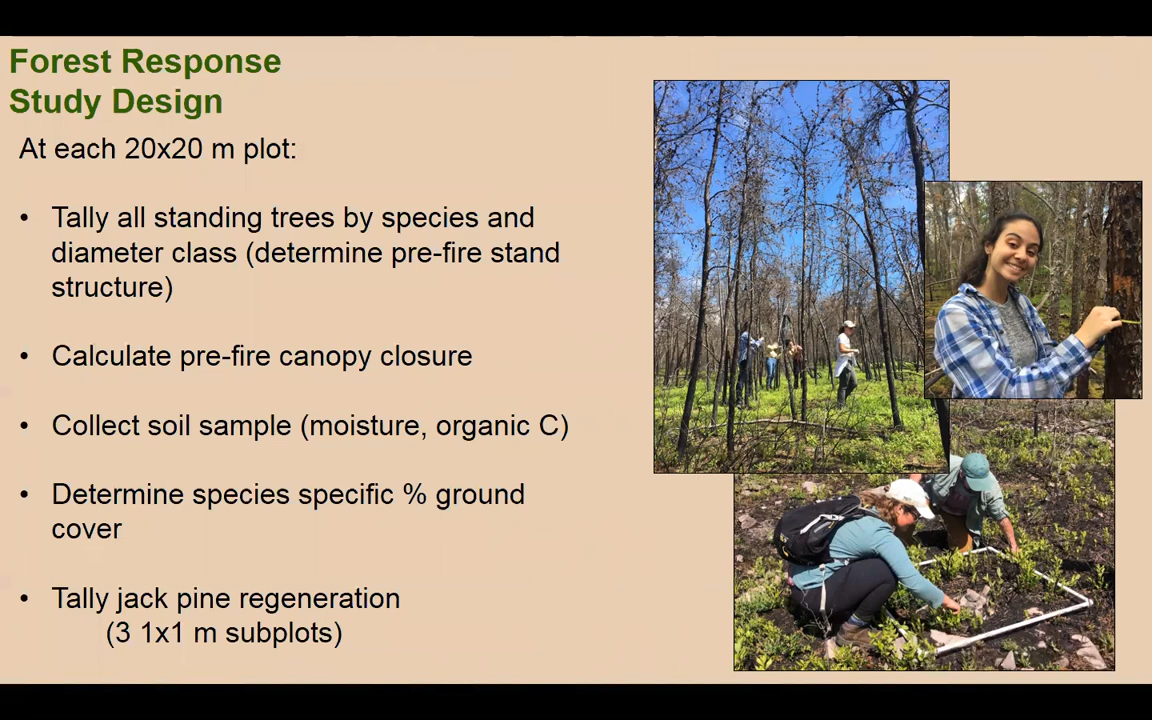 Forest Response
Study Design
At each 20x20 m plot:
• Tally all standing trees by species and
diameter class (determine pre-fire stand
structure)
• Calculate pre-fire canopy closure
• Collect soil sample (moisture, organic C)
• Determine species specific % ground
cover
• Tally jack pine regeneration
(3 1x1 m subplots)